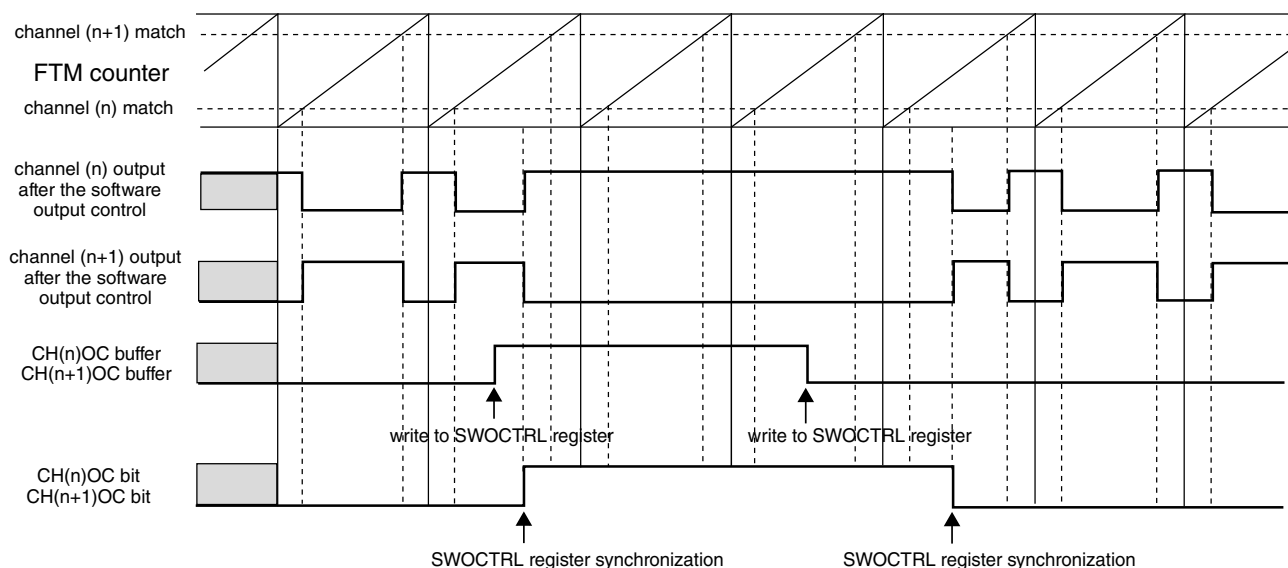 channel (n+1) match
FTM counter
channel (n) match
channel (n) output
after the software
output control
channel (n+1) output
after the software
output control
CH(n)OC buffer
CH(n+1)OC buffer
write to SWOCTRL register
write to SWOCTRL register
CH(n)OC bit
CH(n+1)OC bit
SWOCTRL register synchronization
SWOCTRL register synchronization